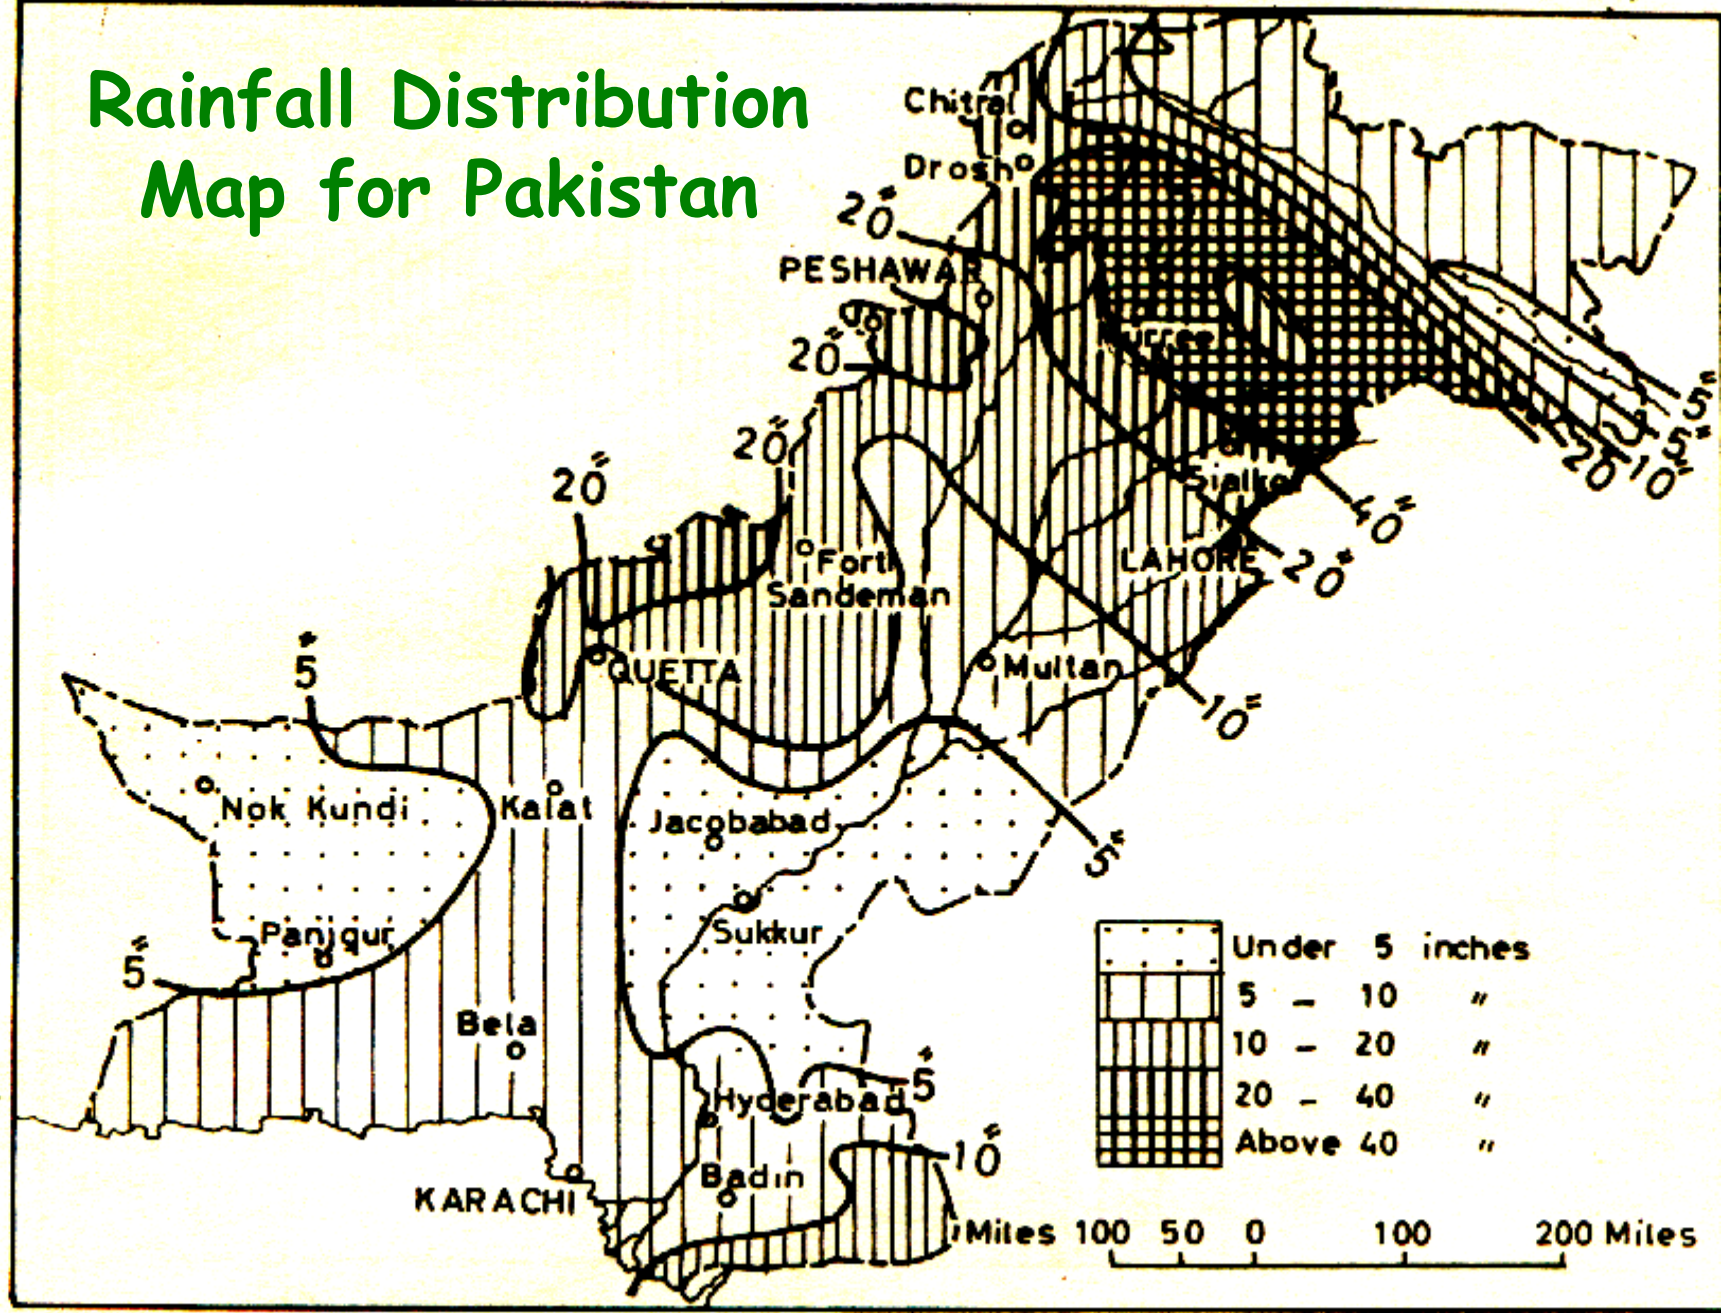 Rainfall Distribution
Map for Pakistan
Chitral
Drosh
20"
PESHAWAR
20"
20"
20"
Sialkot
5"
5"
10"
20
40"
20"
LAHORE
Fort
Sandeman
QUETTA
Multan
10"
5"
Nok Kundi
Kalat
Jacobabad
5"
Panjgur
Sukkur
5"
Bela
Hyderabad
5"
10"
Badin
KARACHI
Under 5 inches
5 - 10 "
10 - 20 "
20 - 40 "
Above 40 "
Miles 100 50 0 100 200 Miles